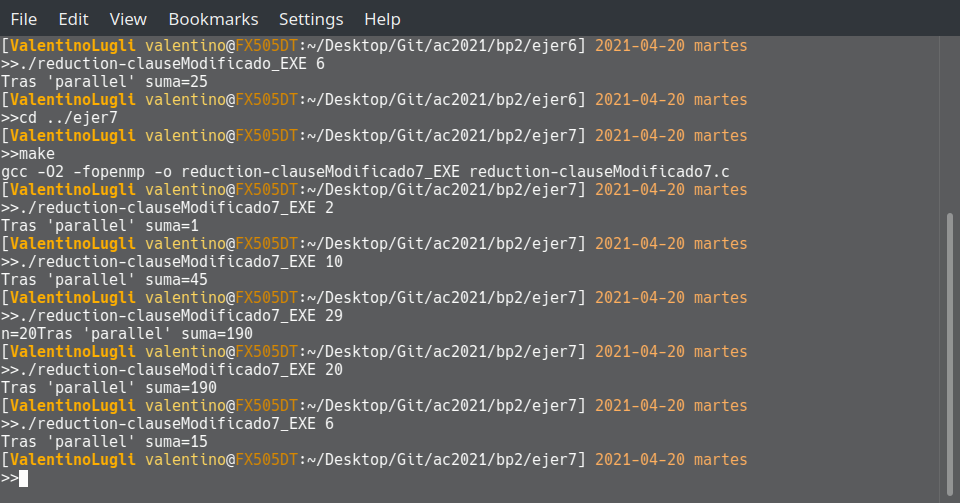 File Edit View Bookmarks Settings Help
[ValentinoLugli valentino@FX505DT:~/Desktop/Git/ac2021/bp2/ejer6] 2021-04-20 martes
>>./reduction-clauseModificado_EXE 6
Tras 'parallel' suma=25
[ValentinoLugli valentino@FX505DT:~/Desktop/Git/ac2021/bp2/ejer6] 2021-04-20 martes
>>cd ../ejer7
[ValentinoLugli valentino@FX505DT:~/Desktop/Git/ac2021/bp2/ejer7] 2021-04-20 martes
>>make
gcc -O2 -fopenmp -o reduction-clauseModificado7_EXE reduction-clauseModificado7.c
[ValentinoLugli valentino@FX505DT:~/Desktop/Git/ac2021/bp2/ejer7] 2021-04-20 martes
>>./reduction-clauseModificado7_EXE 2
Tras 'parallel' suma=1
[ValentinoLugli valentino@FX505DT:~/Desktop/Git/ac2021/bp2/ejer7] 2021-04-20 martes
>>./reduction-clauseModificado7_EXE 10
Tras 'parallel' suma=45
[ValentinoLugli valentino@FX505DT:~/Desktop/Git/ac2021/bp2/ejer7] 2021-04-20 martes
>>./reduction-clauseModificado7_EXE 29
n=20Tras 'parallel' suma=190
[ValentinoLugli valentino@FX505DT:~/Desktop/Git/ac2021/bp2/ejer7] 2021-04-20 martes
>>./reduction-clauseModificado7_EXE 20
Tras 'parallel' suma=190
[ValentinoLugli valentino@FX505DT:~/Desktop/Git/ac2021/bp2/ejer7] 2021-04-20 martes
>>./reduction-clauseModificado7_EXE 6
Tras 'parallel' suma=15
[ValentinoLugli valentino@FX505DT:~/Desktop/Git/ac2021/bp2/ejer7] 2021-04-20 martes
>>